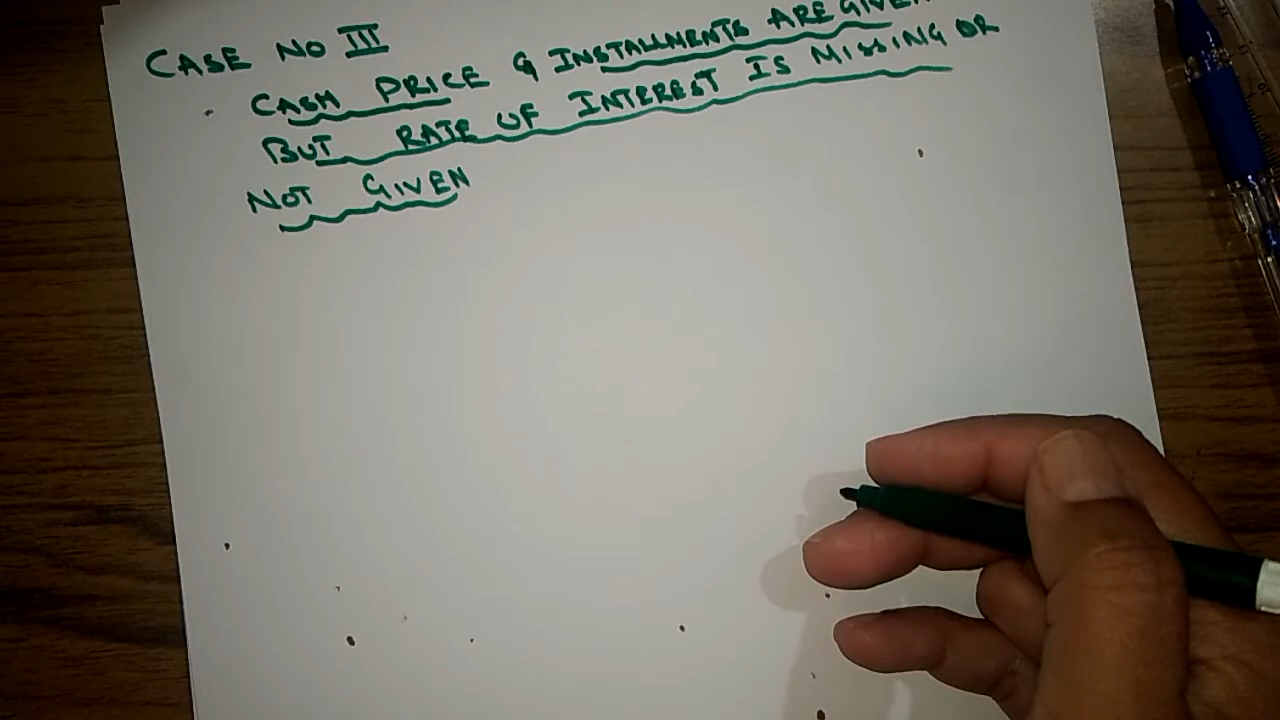 CASE NO III
CASH PRICE & INSTALLMENTS ARE GIVEN
BUT RATE OF INTEREST IS MISSING OR
NOT GIVEN